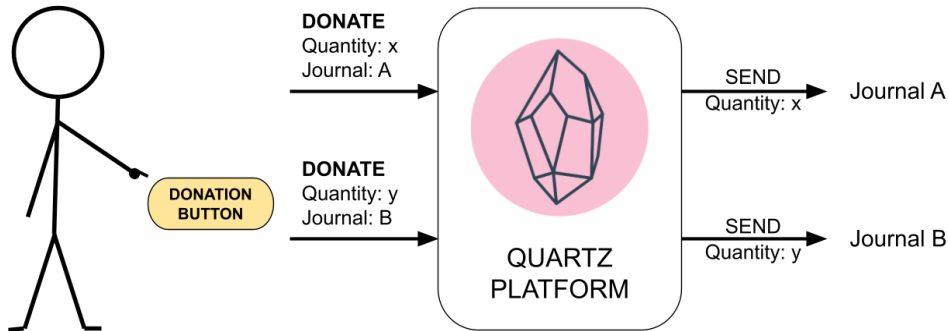 DONATE
Quantity: x
Journal: A
DONATION
BUTTON
DONATE
Quantity: y
Journal: B
QUARTZ
PLATFORM
SEND
Quantity: x
Journal A
SEND
Quantity: y
Journal B